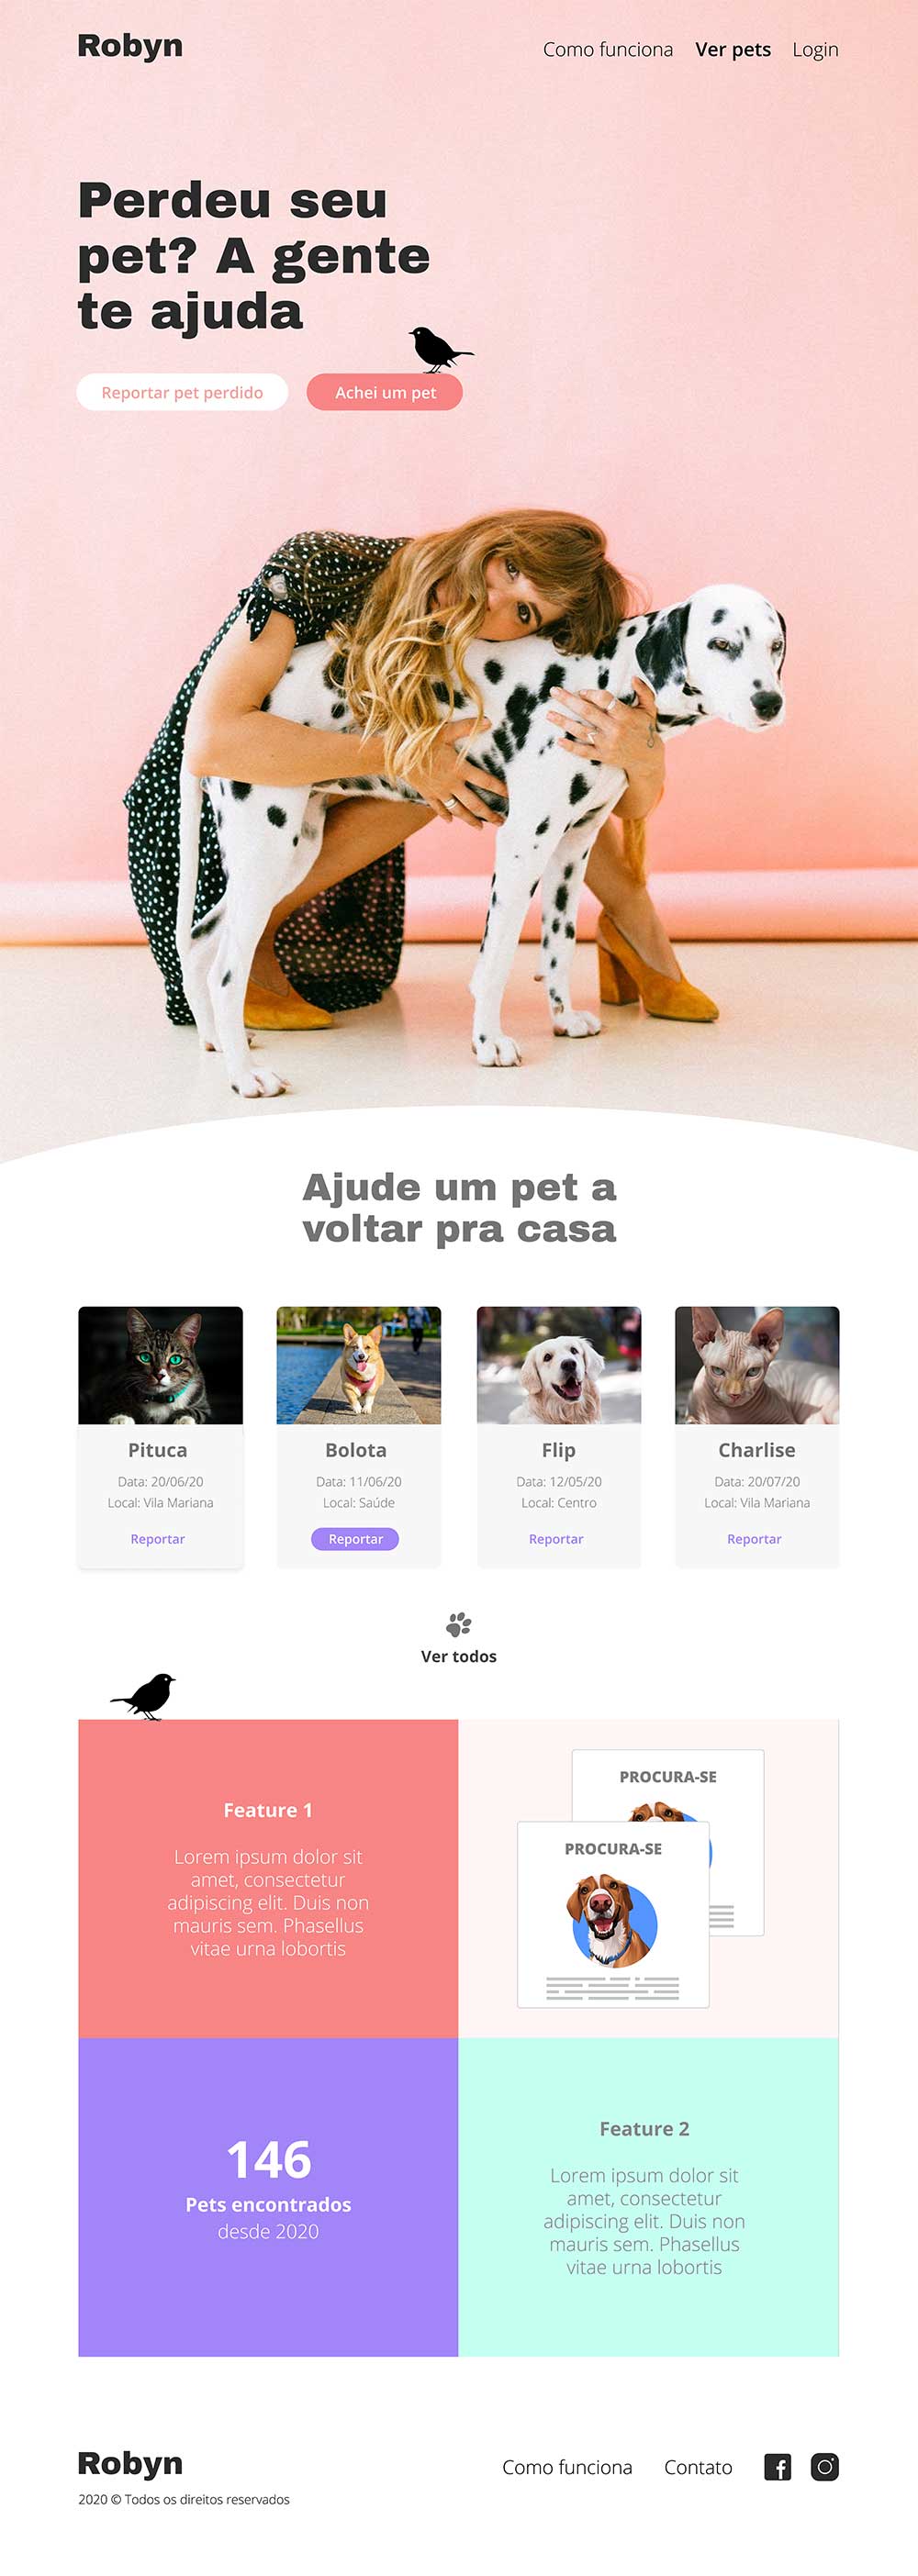 Robyn
Como funciona Ver pets Login
Perdeu seu
pet? A gente
te ajuda
Reportar pet perdido
Achei um pet
Ajude um pet a
voltar pra casa
Pituca
Data: 20/06/20
Local: Vila Mariana
Reportar
Bolota
Data: 11/06/20
Local: Saúde
Reportar
Flip
Data: 12/05/20
Local: Centro
Reportar
Charlise
Data: 20/07/20
Local: Vila Mariana
Reportar
Ver todos
Feature 1
Lorem ipsum dolor sit
amet, consectetur
adipiscing elit. Duis non
mauris sem. Phasellus
vitae urna lobortis
PROCURA-SE
PROCURA-SE
146
Pets encontrados
desde 2020
Feature 2
Lorem ipsum dolor sit
amet, consectetur
adipiscing elit. Duis non
mauris sem. Phasellus
vitae urna lobortis
Robyn
2020 © Todos os direitos reservados
Como funciona Contato